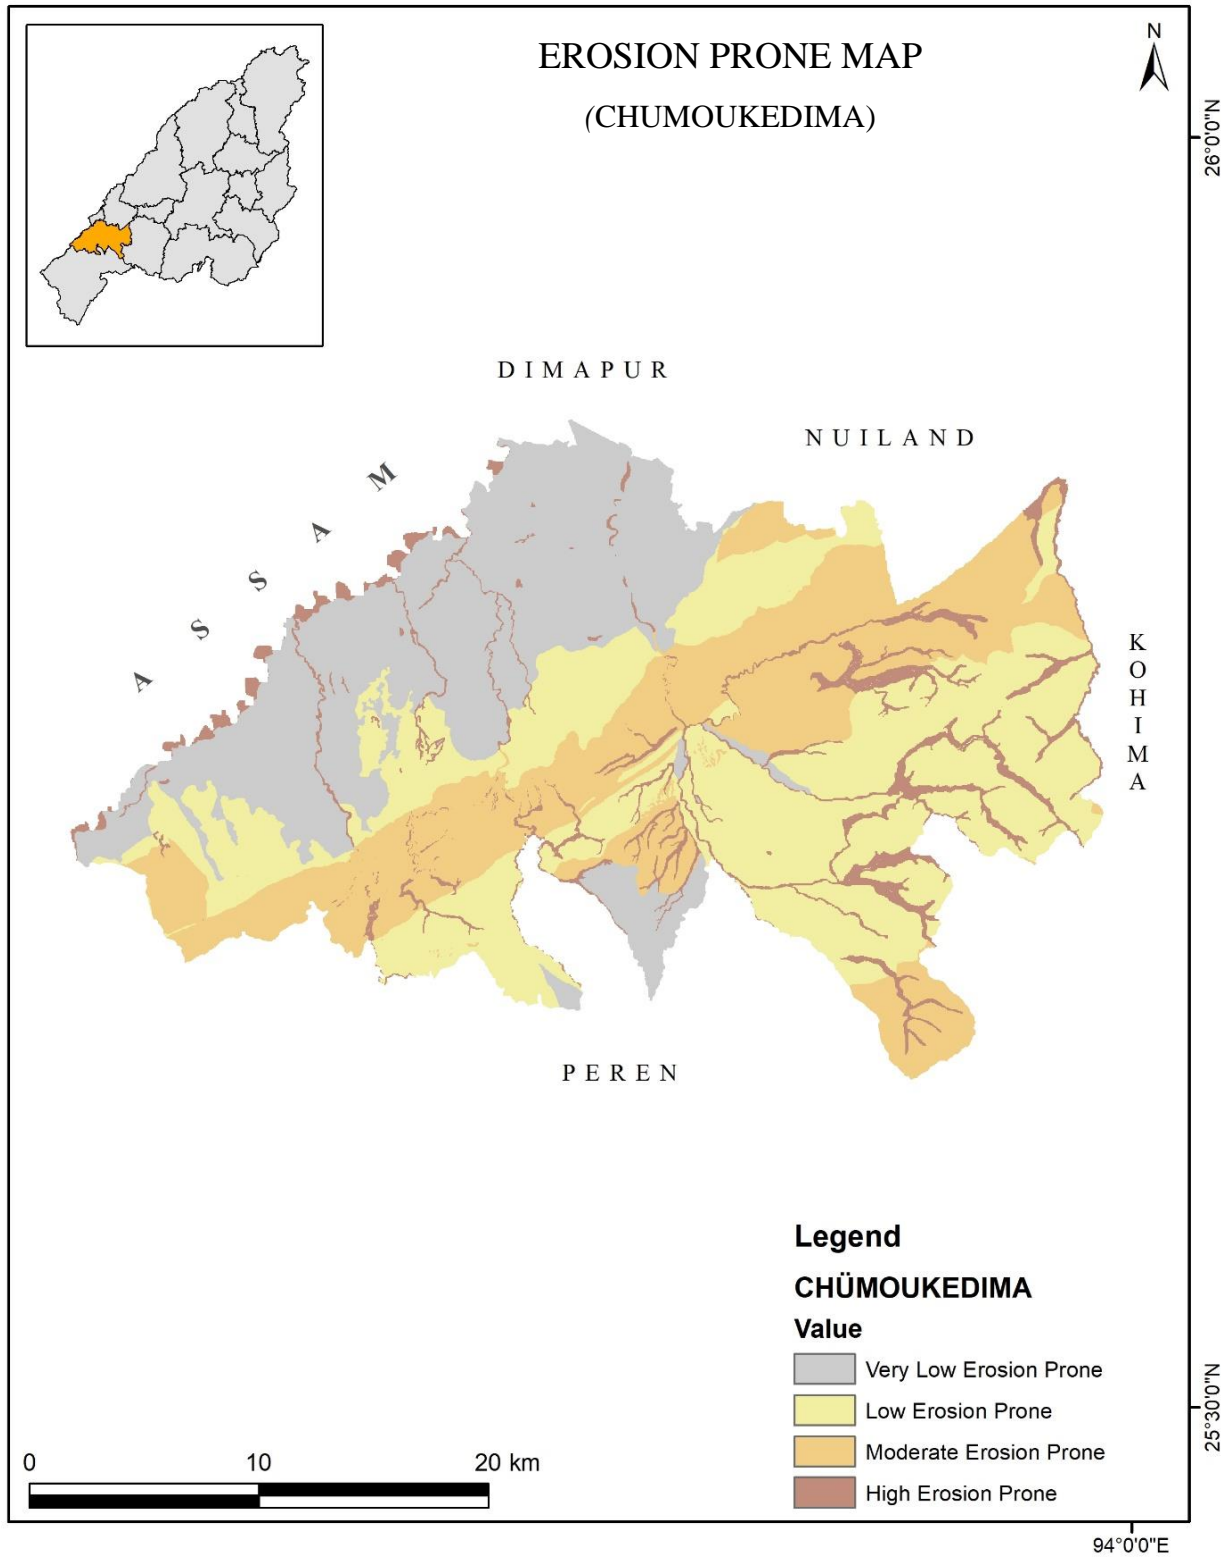 EROSION PRONE MAP
(CHUMOUKEDIMA)
N
26°0'0"N
DIMAPUR
NUILAND
ASSAM
KOHIMA
PEREN
Legend
CHÜMOUKEDIMA
Value
Very Low Erosion Prone
Low Erosion Prone
Moderate Erosion Prone
High Erosion Prone
25°30'0"N
0 10 20 km
94°0'0"E